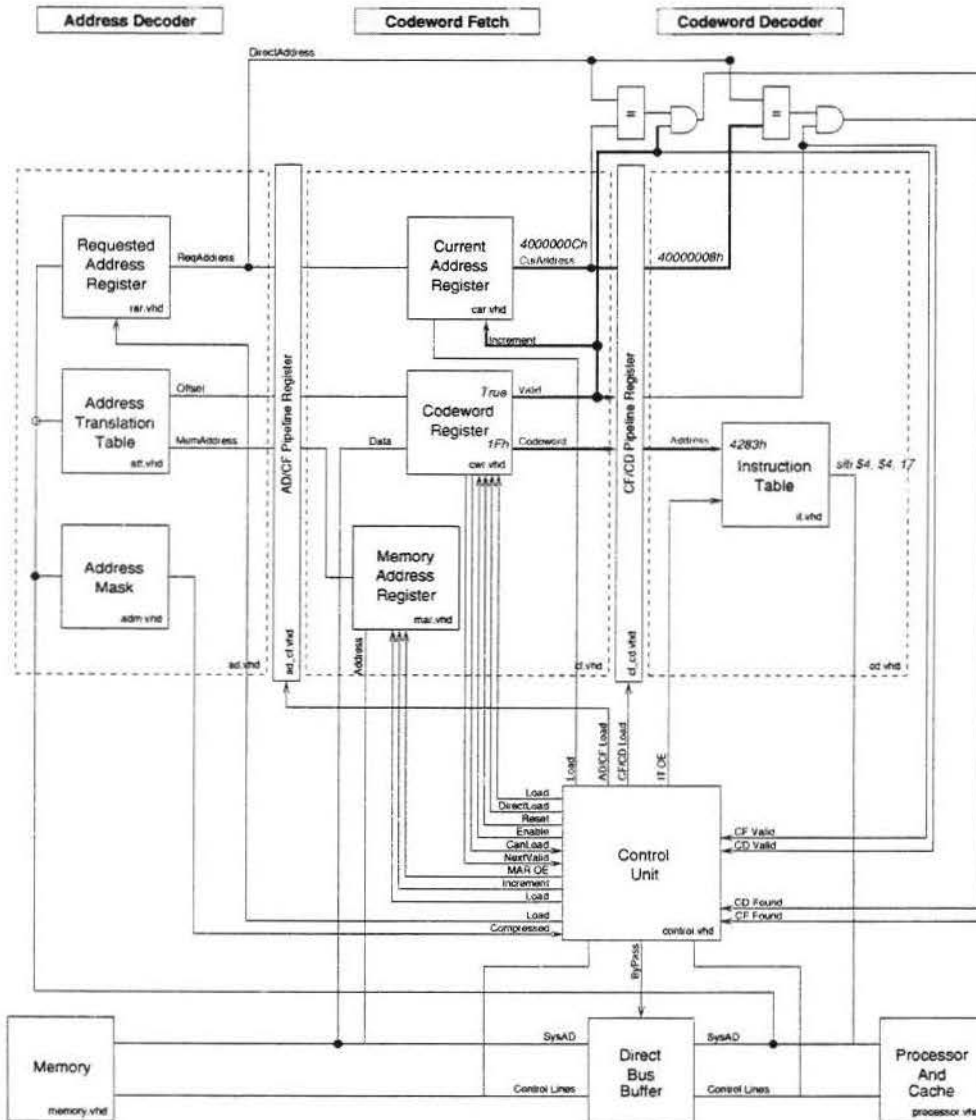 Address Decoder
Codeword Fetch
Codeword Decoder
DirectAddress
=
=
Requested
Address
Register
rar.vhd
ReqAddress
Current
Address
Register
car.vhd
4000000Ch
CurAddress
40000008h
Increment
Address
Translation
Table
att.vhd
Offset
MemAddress
Data
True
Codeword
Register
1Fh
cwr.vhd
Valid
Codeword
Address
4283h
Instruction
Table
it.vhd
sltr $4, $4, 17
AD/CF Pipeline Register
ad_cf.vhd
CF/CD Pipeline Register
cf_cd.vhd
Address
Mask
adm.vhd
Memory
Address
Register
mar.vhd
Address
ad.vhd
cf.vhd
cd.vhd
Load
AD/CF Load
CF/CD Load
IT OE
Load
DirectLoad
Reset
Enable
CanLoad
NextValid
MAR OE
Increment
Load
Load
Compressed
Control
Unit
control.vhd
CF Valid
CD Valid
CD Found
CF Found
ByPass
Memory
memory.vhd
SysAD
Control Lines
Direct
Bus
Buffer
SysAD
Control Lines
Processor
And
Cache
processor.vhd